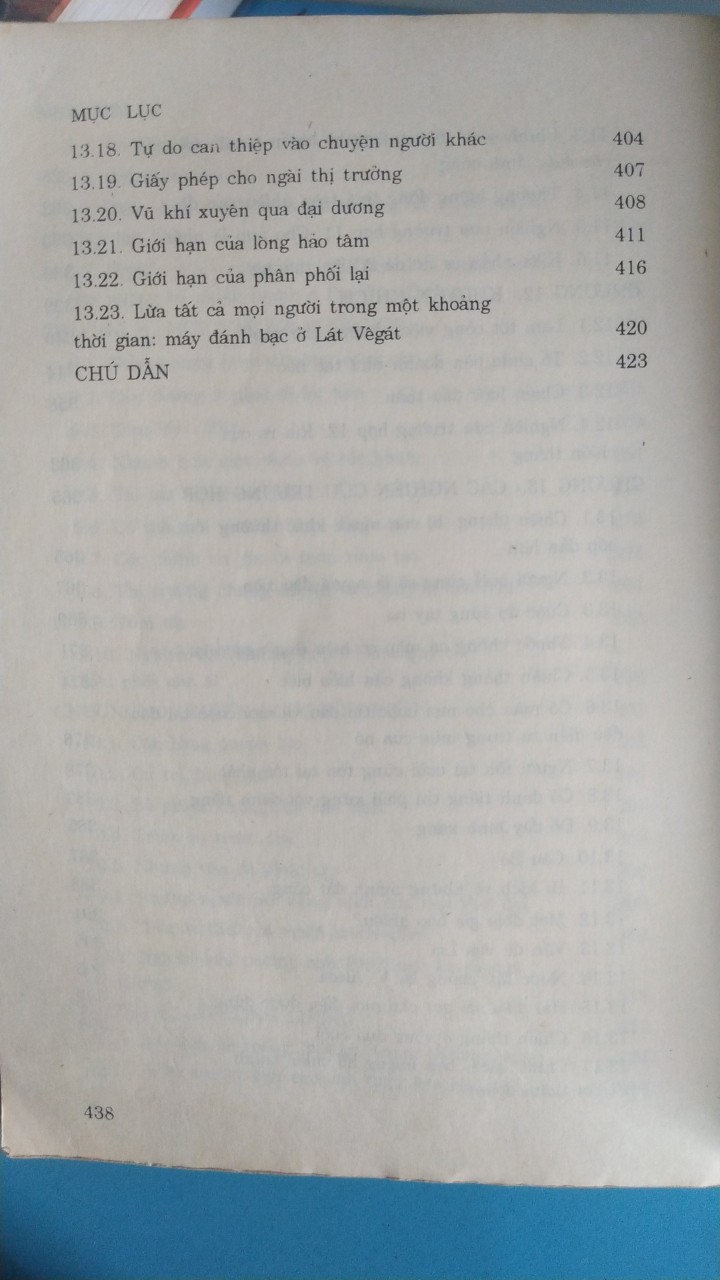 MỤC LỤC
13.18. Tự do can thiệp vào chuyện người khác 404
13.19. Giấy phép cho ngài thị trưởng 407
13.20. Vũ khí xuyên qua đại dương 408
13.21. Giới hạn của lòng hảo tâm 411
13.22. Giới hạn của phân phối lại 416
13.23. Lừa tất cả mọi người trong một khoảng
thời gian: máy đánh bạc ở Lát Vêgát 420
CHÚ DẪN 423
438